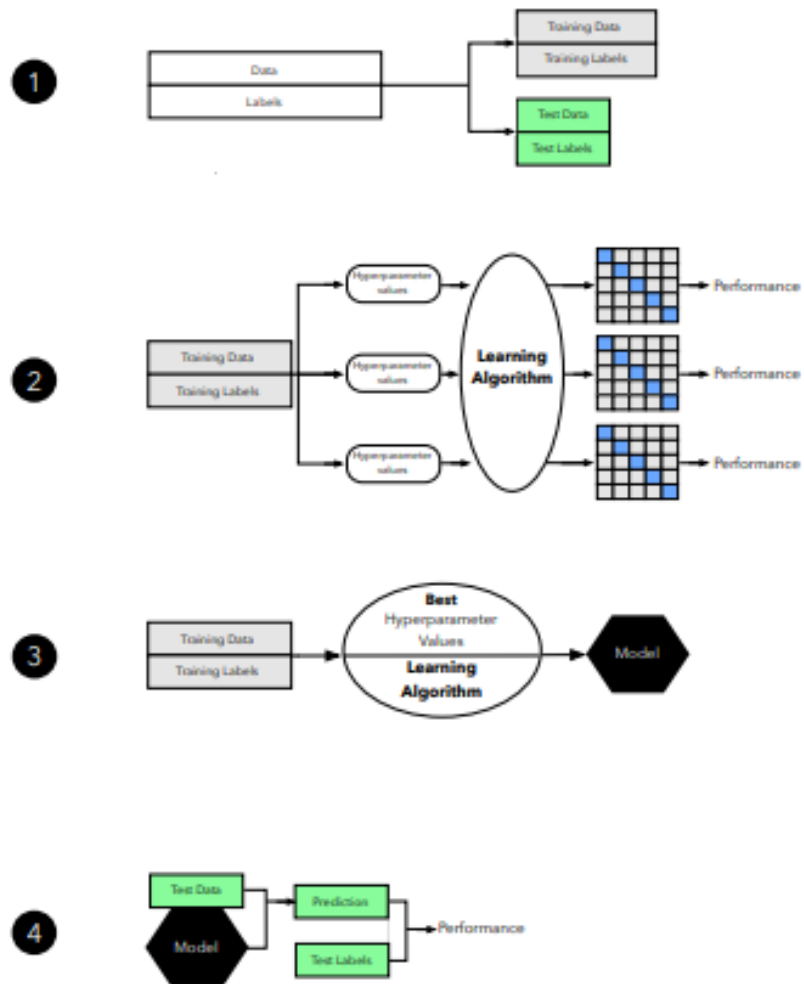 1
Data
Labels
Training Data
Training Labels
Test Data
Test Labels
2
Training Data
Training Labels
Hyperparameter
values
Hyperparameter
values
Hyperparameter
values
Learning
Algorithm
Performance
Performance
Performance
3
Training Data
Training Labels
Best
Hyperparameter
Values
Learning
Algorithm
Model
4
Test Data
Model
Prediction
Test Labels
Performance